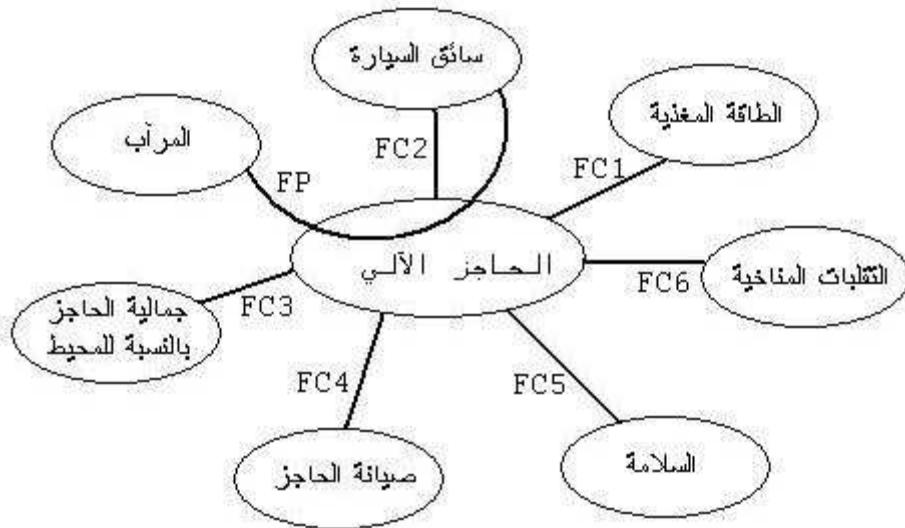 سائق السيارة
الطاقة المغذية
المرآب
FC2
FC1
FP
الحاجز الآلي
التقلبات المناخية
FC6
جمالية الحاجز
بالنسبة للمحيط
FC3
FC4
FC5
صيانة الحاجز
السلامة